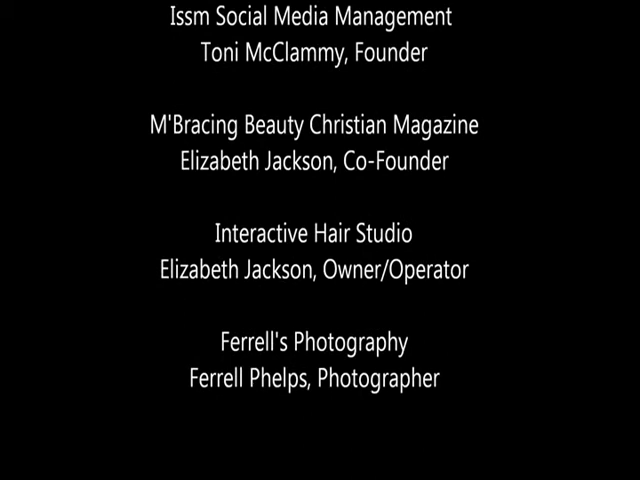 Issm Social Media Management
Toni McClammy, Founder
M'Bracing Beauty Christian Magazine
Elizabeth Jackson, Co-Founder
Interactive Hair Studio
Elizabeth Jackson, Owner/Operator
Ferrell's Photography
Ferrell Phelps, Photographer